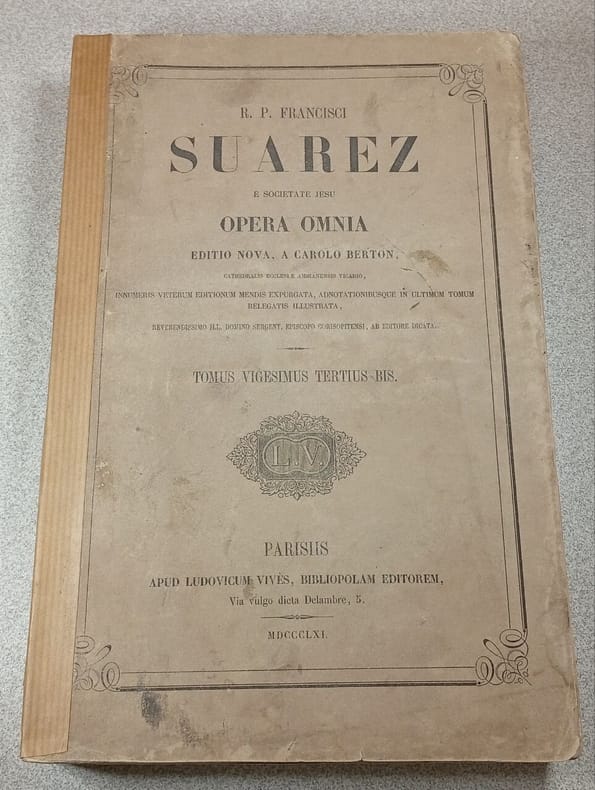 R. P. FRANCISCI
SUAREZ
E SOCIETATE JESU
OPERA OMNIA
EDITIO NOVA, A CAROLO BERTON,
CATHEDRALIS ECCLESIÆ AMBIANENSIS VICARIO,
INNUMERIS VETERUM EDITIONUM MENDIS EXPURGATA, ADNOTATIONIBUSQUE IN ULTIMUM TOMUM
RELEGATIS ILLUSTRATA,
REVERENDISSIMO ILL. DOMINO SERGENT, EPISCOPO CORISOPITENSI, AB EDITORE DICATA.
TOMUS VIGESIMUS TERTIUS BIS.
L. V.
PARISIIS
APUD LUDOVICUM VIVÈS, BIBLIOPOLAM EDITOREM,
Via vulgo dicta Delambre, 5.
MDCCCLXI.